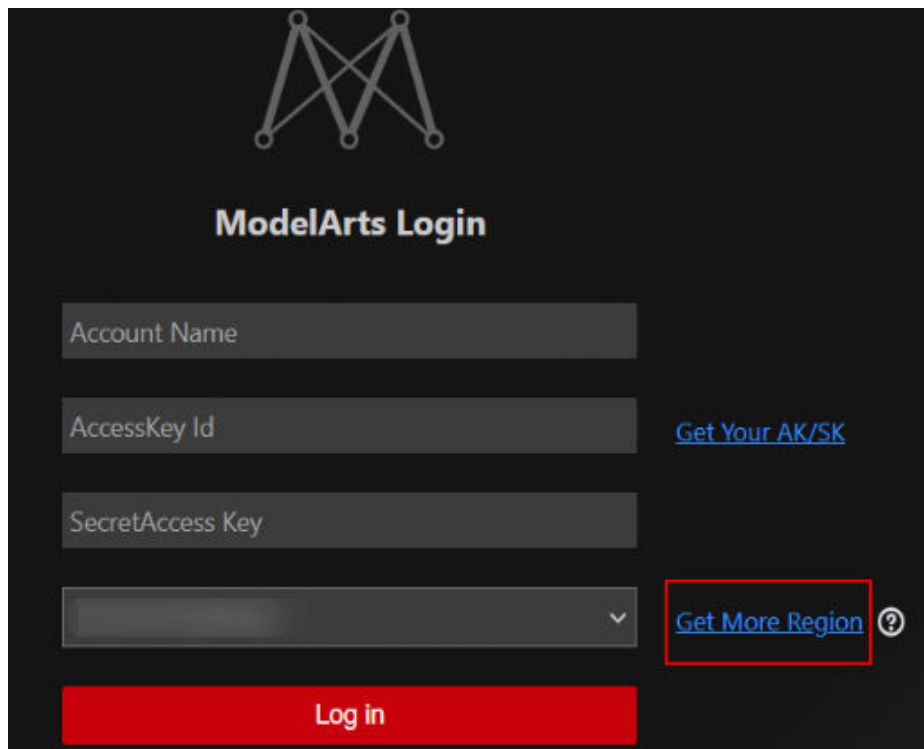 ModelArts Login
Account Name
AccessKey Id
Get Your AK/SK
SecretAccess Key
Get More Region
Log in